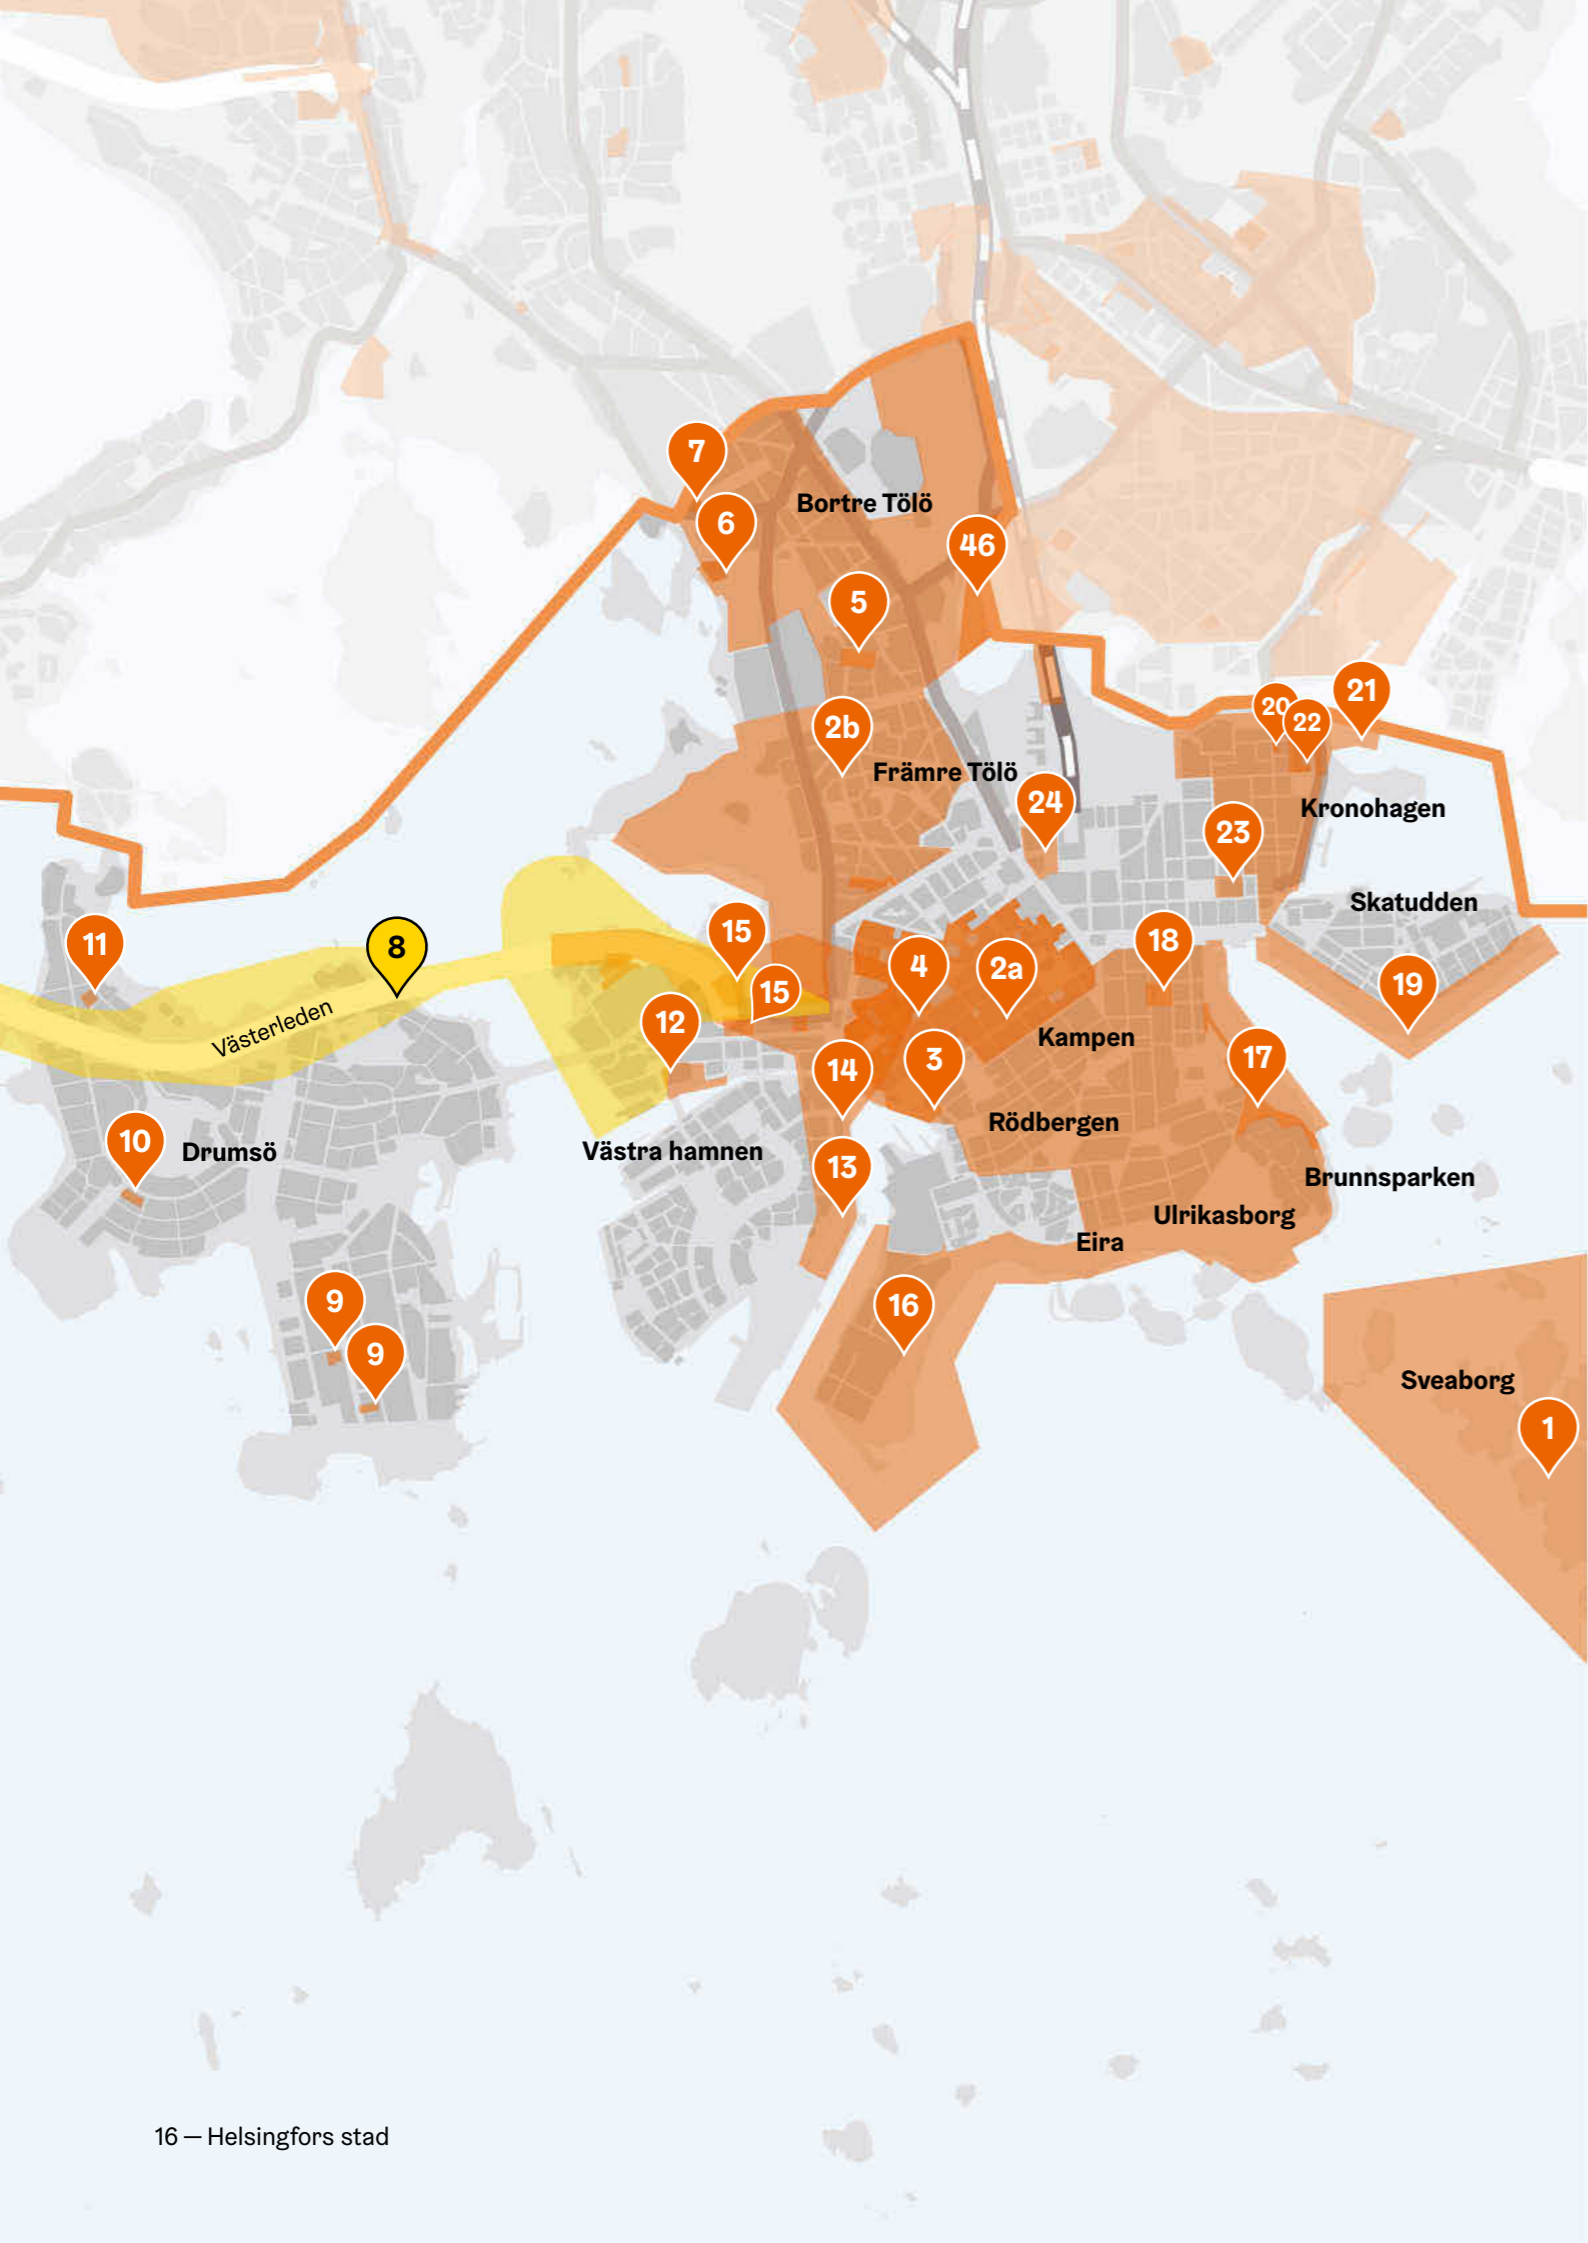 7
Bortre Tölö
6
46
5
21
20
22
2b
Främre Tölö
24
Kronohagen
23
Skatudden
11
8
15
18
4
2a
19
15
Västerleden
12
Kampen
3
17
14
Rödbergen
10
Drumsö
Västra hamnen
13
Brunnsparken
Ulrikasborg
Eira
9
16
9
Sveaborg
1
16 — Helsingfors stad